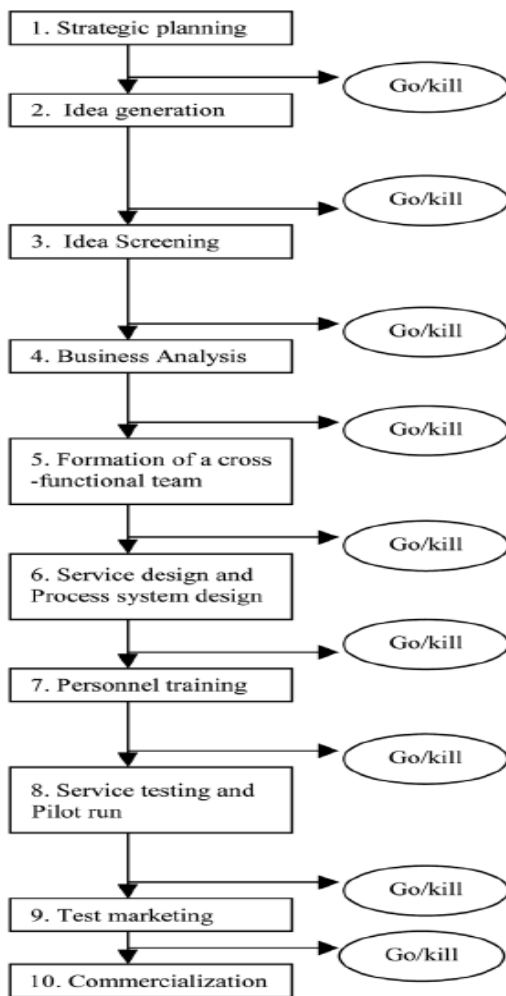 1. Strategic planning
Go/kill
2. Idea generation
Go/kill
3. Idea Screening
Go/kill
4. Business Analysis
Go/kill
5. Formation of a cross
-functional team
Go/kill
6. Service design and
Process system design
Go/kill
7. Personnel training
Go/kill
8. Service testing and
Pilot run
Go/kill
9. Test marketing
Go/kill
10. Commercialization